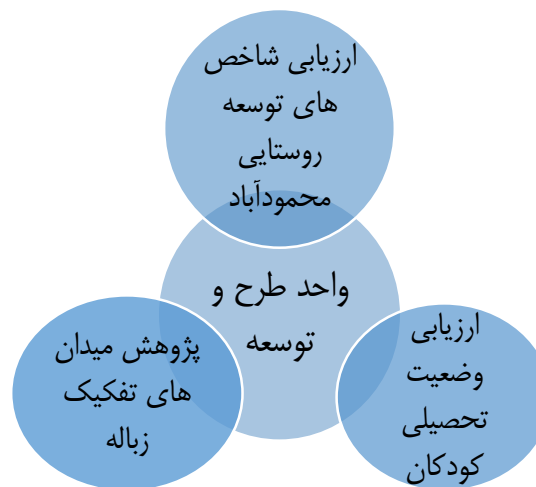 ارزیابی شاخص
های توسعه
روستایی
محمودآباد
واحد طرح و
توسعه
ارزیابی
وضعیت
تحصیلی
کودکان
پژوهش میدان
های تفکیک
زباله